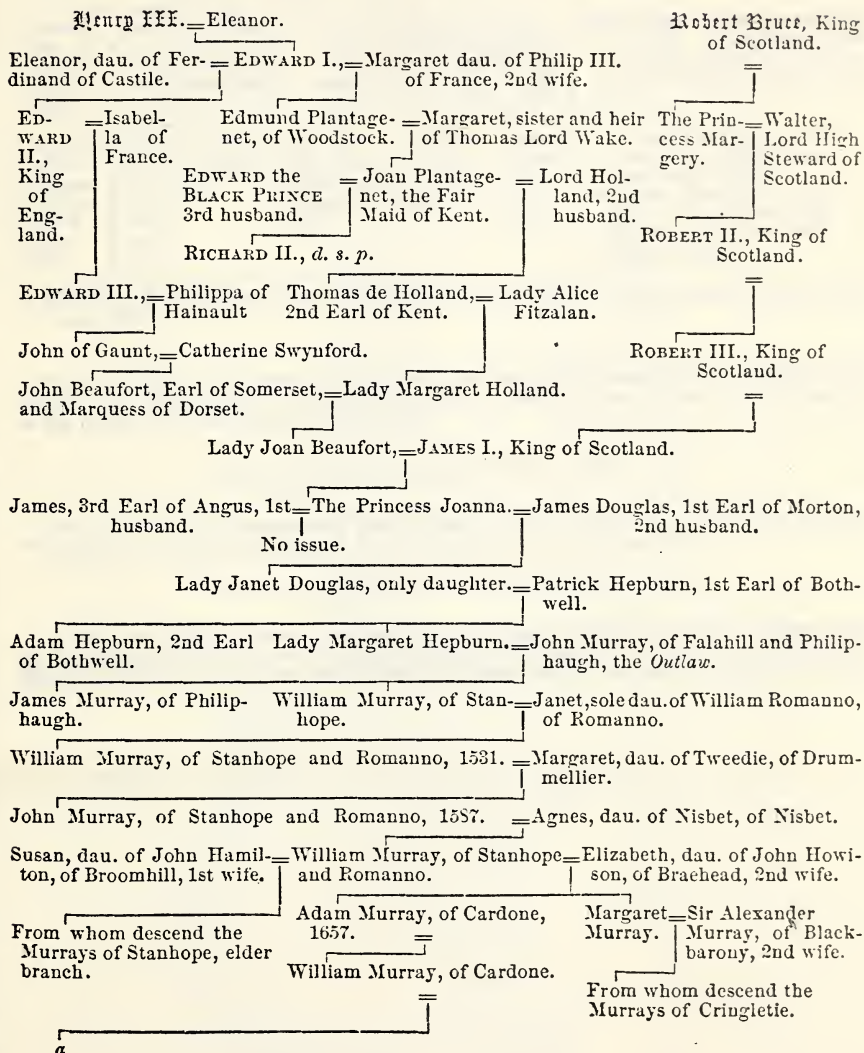 Henry III.=Eleanor.
Robert Bruce, King
of Scotland.
=
Eleanor, dau. of Fer-= EDWARD I.,=Margaret dau. of Philip III.
dinand of Castile. of France, 2nd wife.
ED- =Isabel-
WARD la of
II., France.
King
of
Eng-
land.
Edmund Plantage- =Margaret, sister and heir
net, of Woodstock. of Thomas Lord Wake.
The Prin-=Walter,
cess Mar- Lord High
gery. Steward of
Scotland.
EDWARD the = Joan Plantage- = Lord Hol-
BLACK PRINCE net, the Fair land, 2nd
3rd husband. Maid of Kent. husband.
RICHARD II., d. s. p.
ROBERT II., King of
Scotland.
=
EDWARD III.,=Philippa of
Hainault
Thomas de Holland,= Lady Alice
2nd Earl of Kent. Fitzalan.
John of Gaunt,=Catherine Swynford.
ROBERT III., King of
Scotland.
=
John Beaufort, Earl of Somerset,=Lady Margaret Holland.
and Marquess of Dorset.
Lady Joan Beaufort,=JAMES I., King of Scotland.
James, 3rd Earl of Angus, 1st=The Princess Joanna.=James Douglas, 1st Earl of Morton,
husband. 2nd husband.
No issue.
Lady Janet Douglas, only daughter.=Patrick Hepburn, 1st Earl of Both-
well.
Adam Hepburn, 2nd Earl Lady Margaret Hepburn.=John Murray, of Falahill and Philip-
of Bothwell. haugh, the Outlaw.
James Murray, of Philip- William Murray, of Stan-=Janet,sole dau.of William Romanno,
haugh. hope. of Romanno.
William Murray, of Stanhope and Romanno, 1531. =Margaret, dau. of Tweedie, of Drum-
mellier.
John Murray, of Stanhope and Romanno, 1587. =Agnes, dau. of Nisbet, of Nisbet.
Susan, dau. of John Hamil-=William Murray, of Stanhope=Elizabeth, dau. of John Howi-
ton, of Broomhill, 1st wife. and Romanno. son, of Braehead, 2nd wife.
From whom descend the
Murrays of Stanhope, elder
branch.
Adam Murray, of Cardone,
1657. =
William Murray, of Cardone.
=
Margaret=Sir Alexander
Murray. Murray, of Black-
barony, 2nd wife.
From whom descend the
Murrays of Cringletie.
a